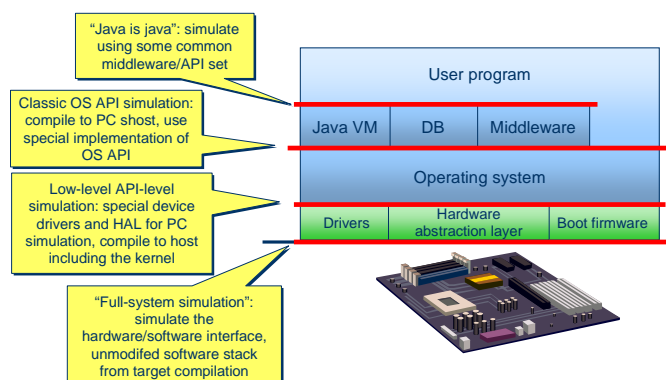 “Java is java”: simulate
using some common
middleware/API set
User program
Classic OS API simulation:
compile to PC shost, use
special implementation of
OS API
Java VM
DB
Middleware
Operating system
Low-level API-level
simulation: special device
drivers and HAL for PC
simulation, compile to host
including the kernel
Drivers
Hardware
abstraction layer
Boot firmware
“Full-system simulation”:
simulate the
hardware/software interface,
unmodifed software stack
from target compilation